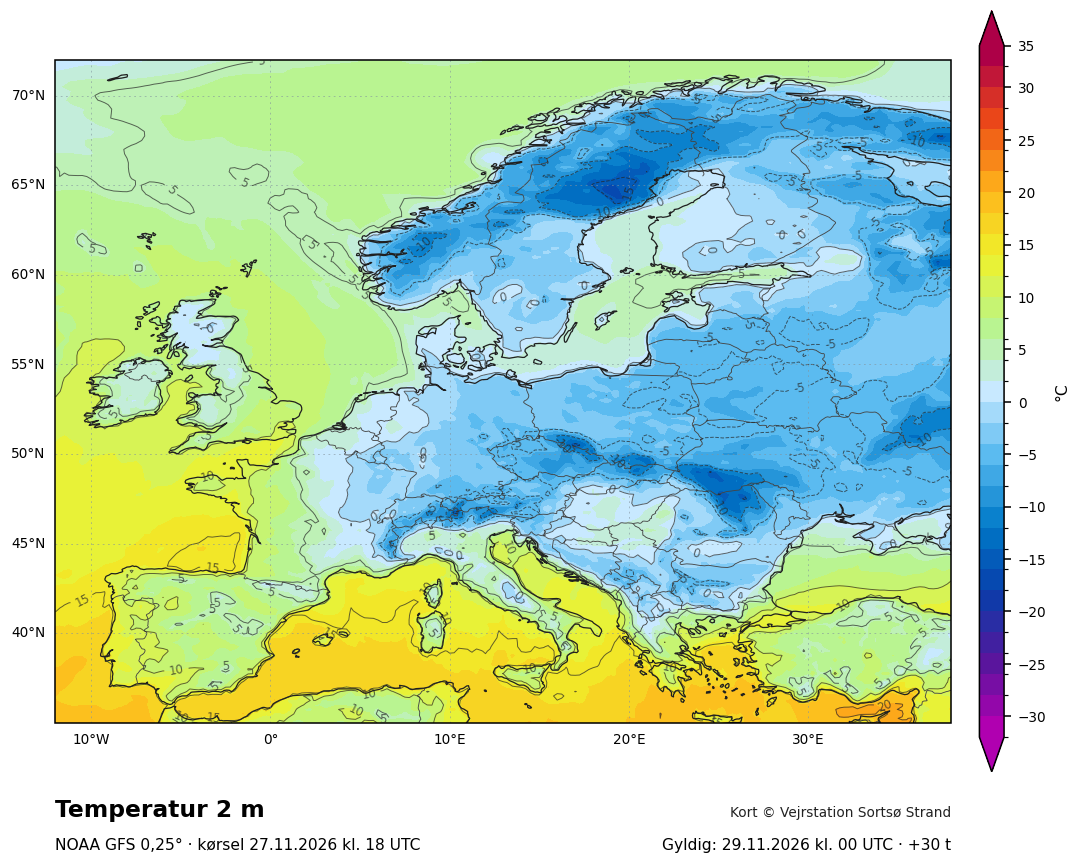 35
30
25
20
15
10
5
0
−5
−10
−15
−20
−25
−30
°C
70°N
65°N
60°N
55°N
50°N
45°N
40°N
10°W
0°
10°E
20°E
30°E
Temperatur 2 m
Kort © Vejrstation Sortsø Strand
NOAA GFS 0,25° · kørsel 27.11.2026 kl. 18 UTC
Gyldig: 29.11.2026 kl. 00 UTC · +30 t